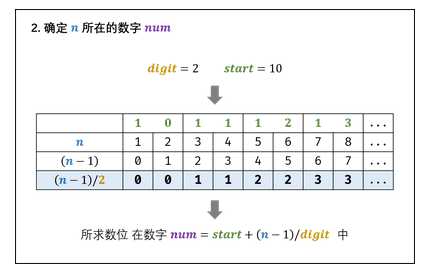 2. 确定 n 所在的数字 num
digit = 2 start = 10
1 0 1 1 1 2 1 3 ...
n 1 2 3 4 5 6 7 8 ...
(n − 1) 0 1 2 3 4 5 6 7 ...
(n − 1)/2 0 0 1 1 2 2 3 3 ...
所求数位 在数字 num = start + (n − 1)/digit 中